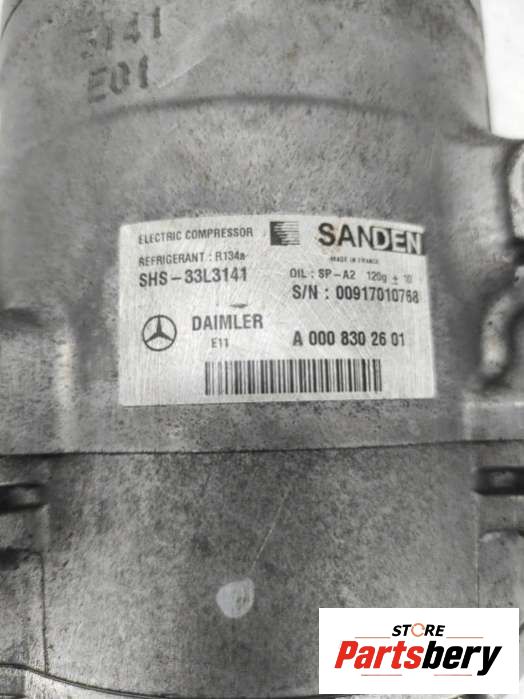 3141
E01
ELECTRIC COMPRESSOR SANDEN
REFRIGERANT : R134a MADE IN FRANCE
SHS-33L3141 OIL : SP-A2 120g ± 10
S/N : 00917010768
DAIMLER
E11 A 000 830 26 01
STORE
Partsbery